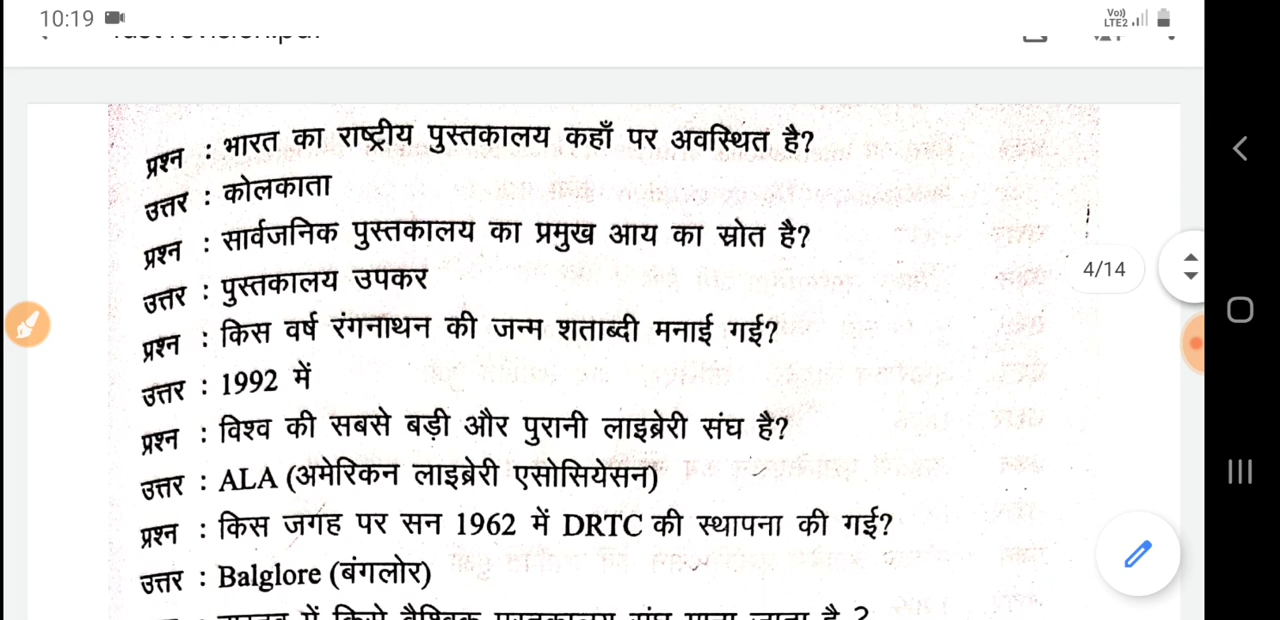 10:19
Vo))
LTE2
प्रश्न : भारत का राष्ट्रीय पुस्तकालय कहाँ पर अवस्थित है?
उत्तर : कोलकाता
प्रश्न : सार्वजनिक पुस्तकालय का प्रमुख आय का स्रोत है?
उत्तर : पुस्तकालय उपकर
4/14
प्रश्न : किस वर्ष रंगनाथन की जन्म शताब्दी मनाई गई?
उत्तर : 1992 में
प्रश्न : विश्व की सबसे बड़ी और पुरानी लाइब्रेरी संघ है?
उत्तर : ALA (अमेरिकन लाइब्रेरी एसोसियेसन)
प्रश्न : किस जगह पर सन 1962 में DRTC की स्थापना की गई?
उत्तर : Balglore (बंगलोर)